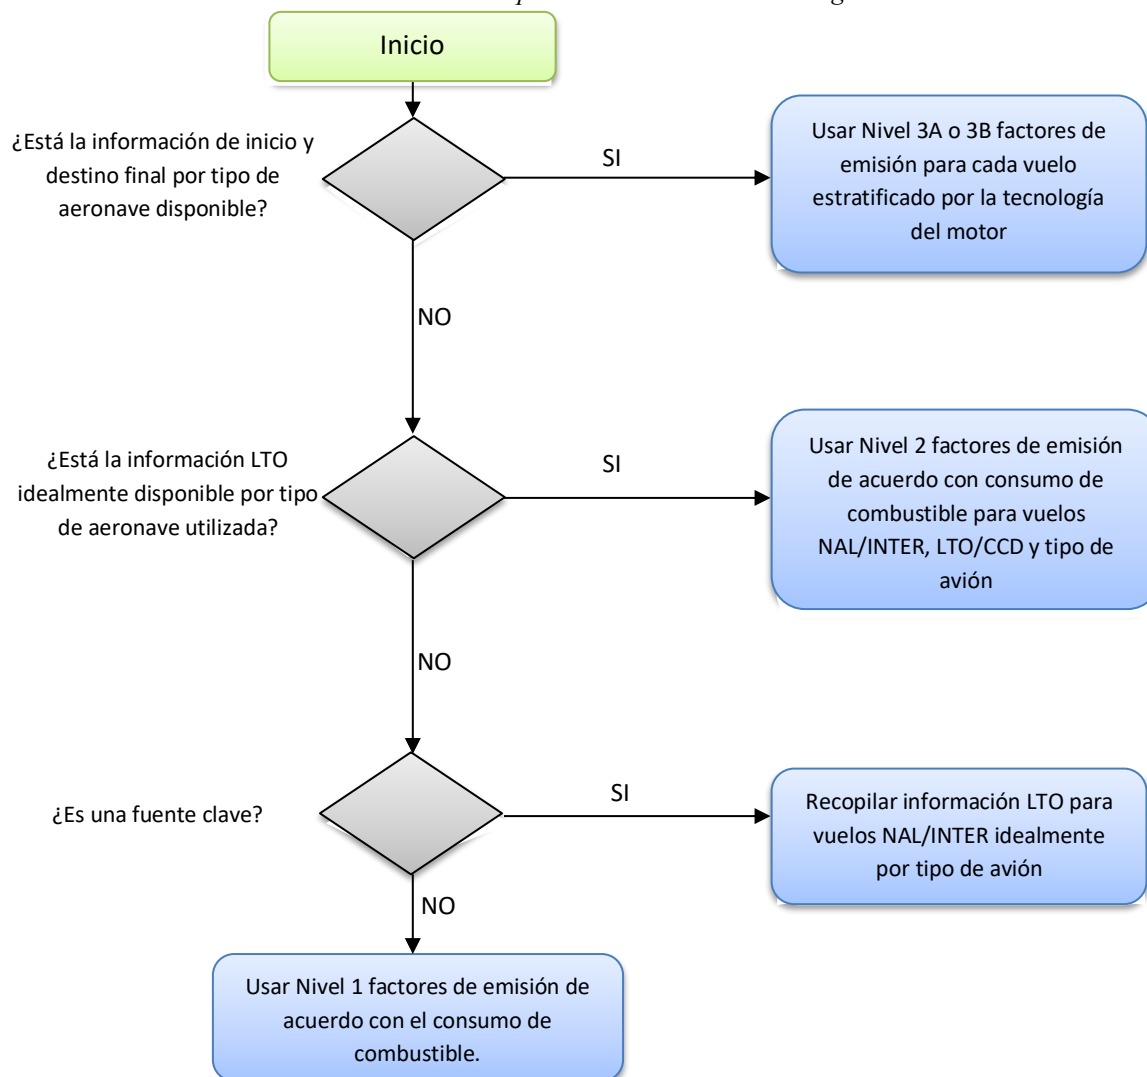 Inicio
¿Está la información de inicio y
destino final por tipo de
aeronave disponible?
SI
Usar Nivel 3A o 3B factores de
emisión para cada vuelo
estratificado por la tecnología
del motor
NO
¿Está la información LTO
idealmente disponible por tipo
de aeronave utilizada?
SI
Usar Nivel 2 factores de emisión
de acuerdo con consumo de
combustible para vuelos
NAL/INTER, LTO/CCD y tipo de
avión
NO
¿Es una fuente clave?
SI
Recopilar información LTO para
vuelos NAL/INTER idealmente
por tipo de avión
NO
Usar Nivel 1 factores de emisión de
acuerdo con el consumo de
combustible.